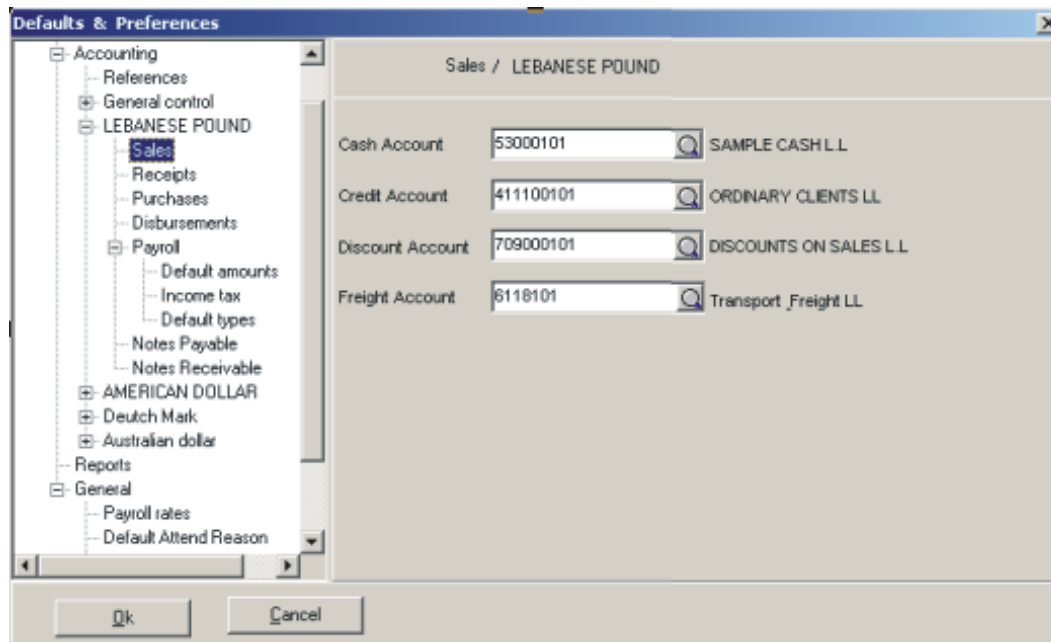 Defaults & Preferences
Accounting
References
General control
LEBANESE POUND
Sales
Receipts
Purchases
Disbursements
Payroll
Default amounts
Income tax
Default types
Notes Payable
Notes Receivable
AMERICAN DOLLAR
Deutch Mark
Australian dollar
Reports
General
Payroll rates
Default Attend Reason
Sales / LEBANESE POUND
Cash Account 53000101 SAMPLE CASH L.L
Credit Account 411100101 ORDINARY CLIENTS LL
Discount Account 709000101 DISCOUNTS ON SALES L.L
Freight Account 6118101 Transport_Freight LL
Ok
Cancel